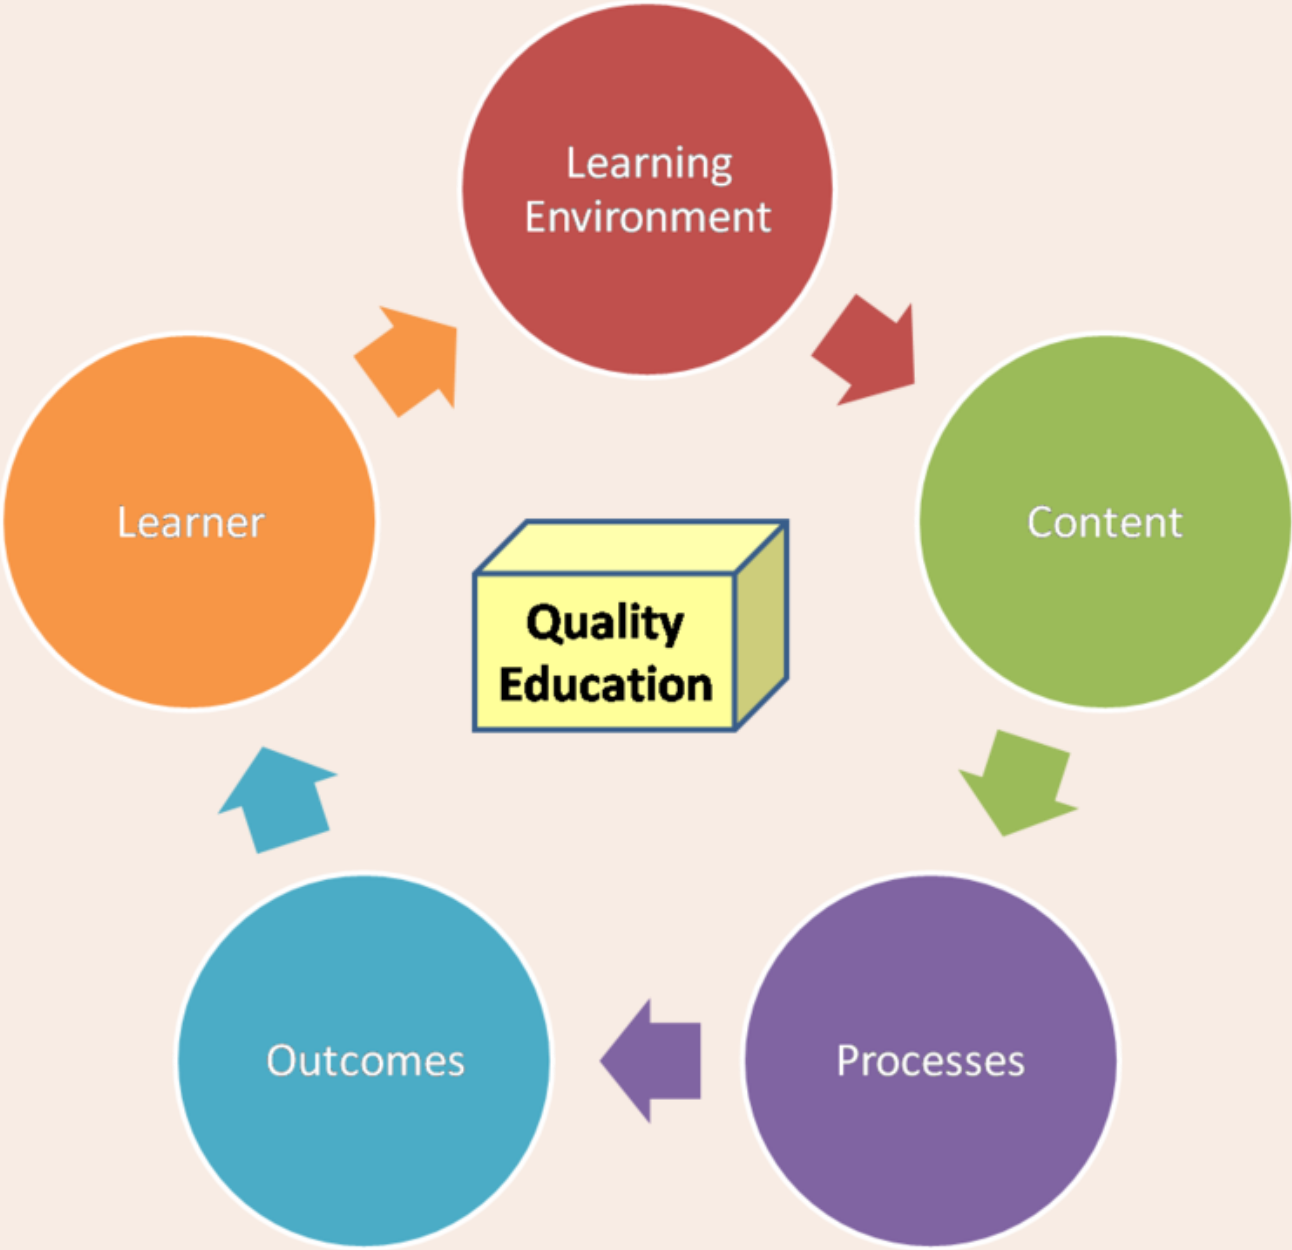 Learning
Environment
Learner
Content
Quality
Education
Outcomes
Processes